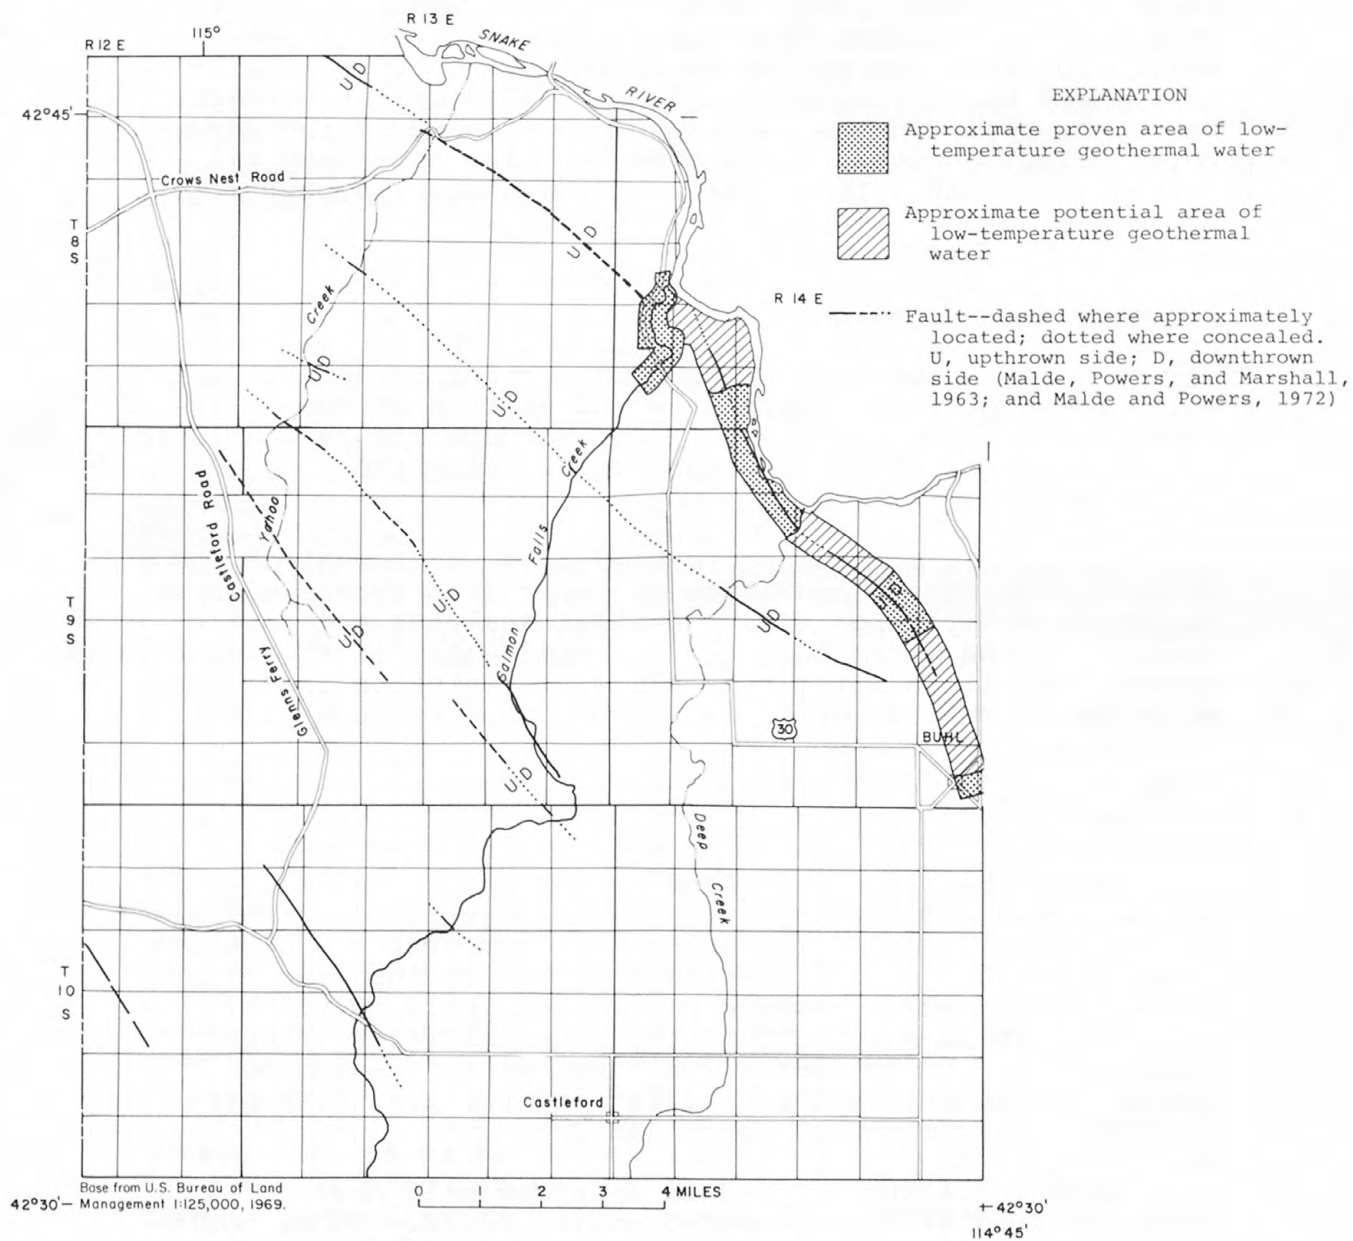 R 13 E
SNAKE
R 12 E
115°
RIVER
U D
42°45'
EXPLANATION
Approximate proven area of low-
temperature geothermal water
Crows Nest Road
Approximate potential area of
low-temperature geothermal
water
T
8
S
U D
R 14 E
Fault--dashed where approximately
located; dotted where concealed.
U, upthrown side; D, downthrown
side (Malde, Powers, and Marshall,
1963; and Malde and Powers, 1972)
Creek
U D
U D
Creek
Castleford Road
Yahoo
Falls
T
9
S
U D
U D
U D
Salmon
Glenns Ferry
30
BUHL
U D
Deep
Creek
T
10
S
Castleford
Base from U.S. Bureau of Land
Management 1:125,000, 1969.
42°30'
0 1 2 3 4 MILES
42°30'
114°45'